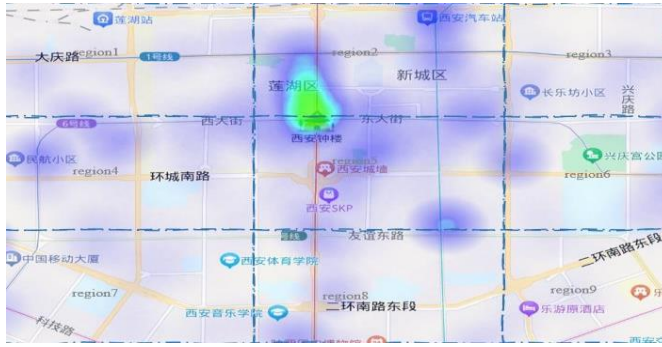 莲湖站
西安汽车站
大庆路
region1
1号线
region2
region3
莲湖区
新城区
长乐坊小区
兴庆路
6号线
西大街
东大街
西安钟楼
民航小区
region4
环城南路
西安城墙
兴庆宫公园
region6
西安SKP
号线
友谊东路
中国移动大厦
西安体育学院
二环南路东段
region7
region8
region9
西安音乐学院
二环南路东段
乐游原酒店
科技路